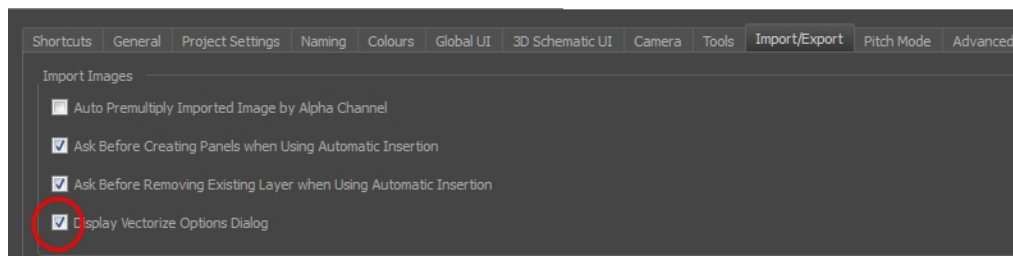 Shortcuts General Project Settings Naming Colours Global UI 3D Schematic UI Camera Tools Import/Export Pitch Mode Advanced
Import Images
Auto Premultiply Imported Image by Alpha Channel
Ask Before Creating Panels when Using Automatic Insertion
Ask Before Removing Existing Layer when Using Automatic Insertion
Display Vectorize Options Dialog